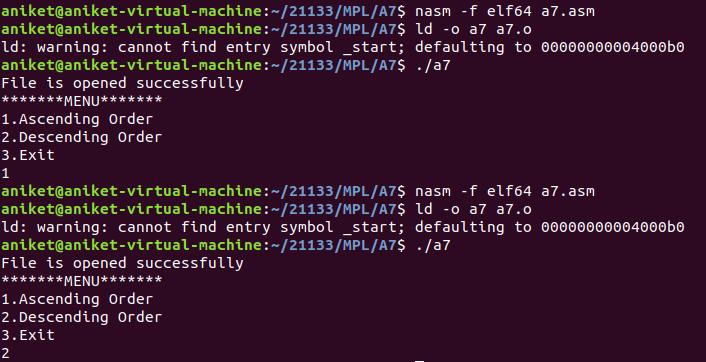 aniket@aniket-virtual-machine:~/21133/MPL/A7$ nasm -f elf64 a7.asm
aniket@aniket-virtual-machine:~/21133/MPL/A7$ ld -o a7 a7.o
ld: warning: cannot find entry symbol _start; defaulting to 00000000004000b0
aniket@aniket-virtual-machine:~/21133/MPL/A7$ ./a7
File is opened successfully
*******MENU*******
1.Ascending Order
2.Descending Order
3.Exit
1
aniket@aniket-virtual-machine:~/21133/MPL/A7$ nasm -f elf64 a7.asm
aniket@aniket-virtual-machine:~/21133/MPL/A7$ ld -o a7 a7.o
ld: warning: cannot find entry symbol _start; defaulting to 00000000004000b0
aniket@aniket-virtual-machine:~/21133/MPL/A7$ ./a7
File is opened successfully
*******MENU*******
1.Ascending Order
2.Descending Order
3.Exit
2